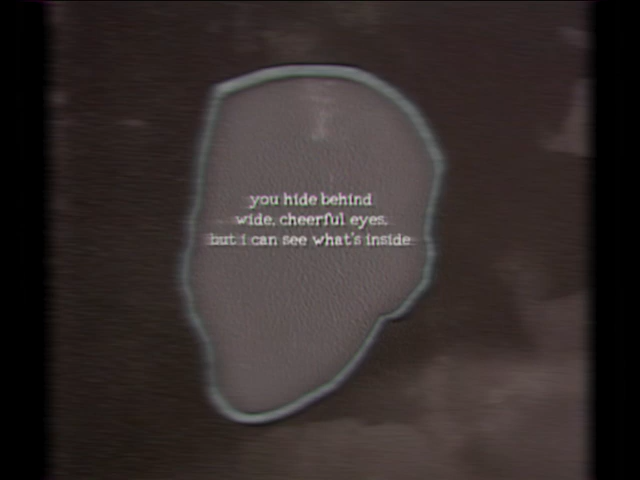 you hide behind
wide, cheerful eyes,
but i can see what's inside